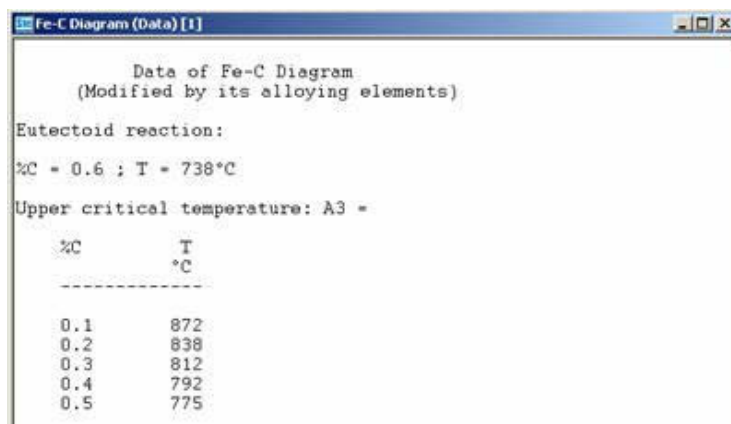 Fe-C Diagram (Data) [1]
Data of Fe-C Diagram
(Modified by its alloying elements)
Eutectoid reaction:
%C = 0.6 ; T = 738°C
Upper critical temperature: A3 =
%C T
°C
-------------
0.1 872
0.2 838
0.3 812
0.4 792
0.5 775